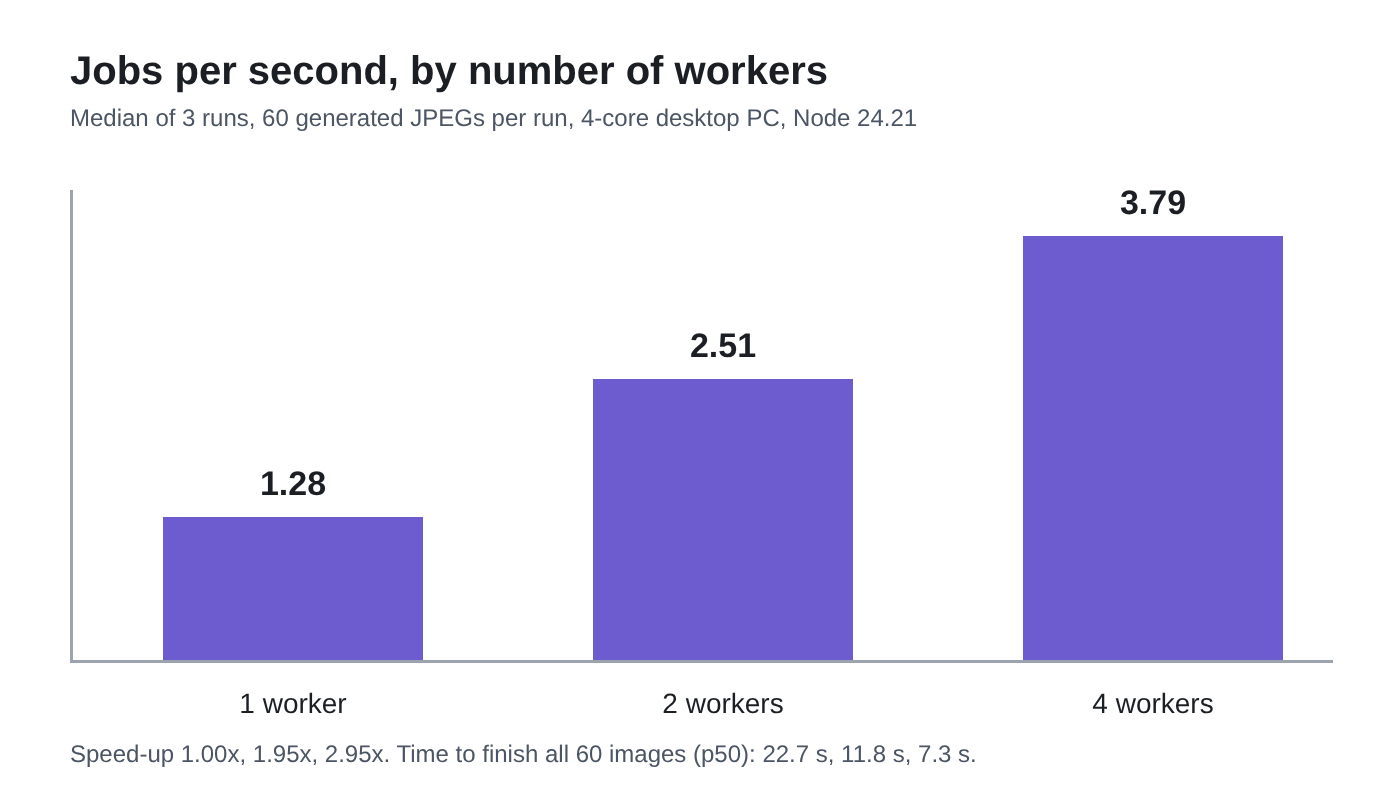 Jobs per second, by number of workers
Median of 3 runs, 60 generated JPEGs per run, 4-core desktop PC, Node 24.21
3.79
2.51
1.28
1 worker
2 workers
4 workers
Speed-up 1.00x, 1.95x, 2.95x. Time to finish all 60 images (p50): 22.7 s, 11.8 s, 7.3 s.